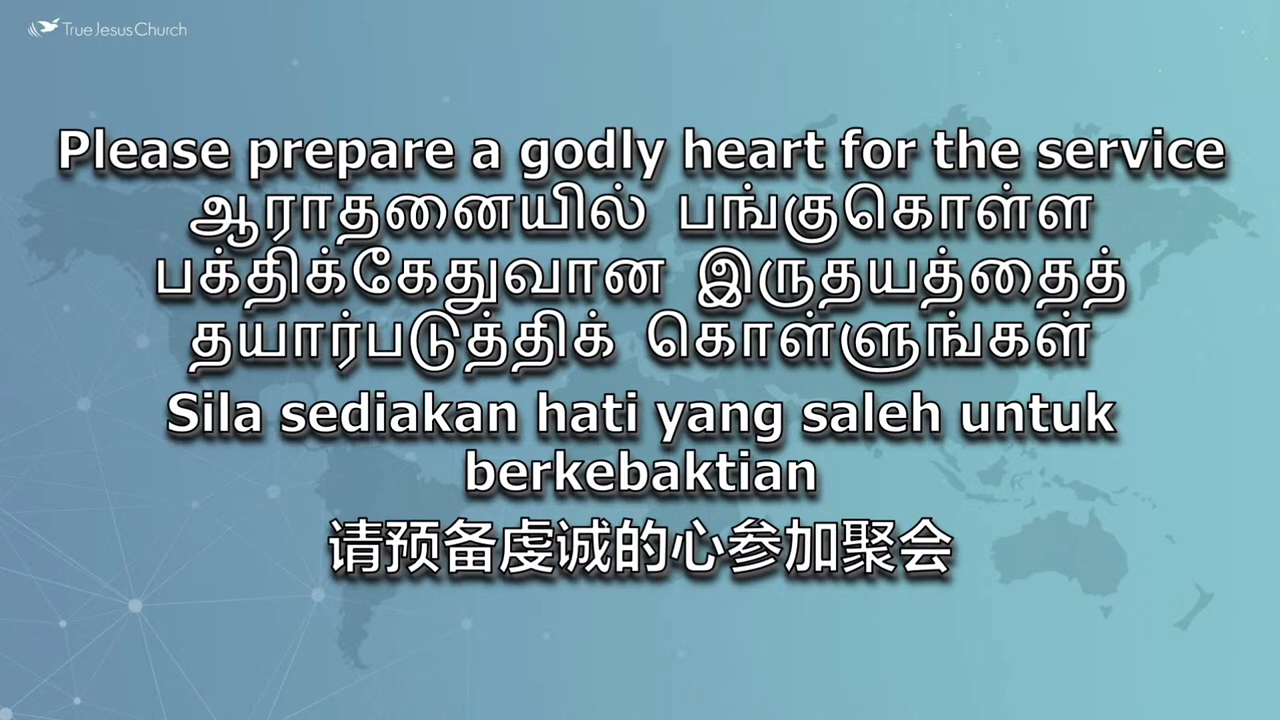 True Jesus Church
Please prepare a godly heart for the service
ஆராதனையில் பங்குகொள்ள
பக்திக்கேதுவான இருதயத்தைத்
தயார்படுத்திக் கொள்ளுங்கள்
Sila sediakan hati yang saleh untuk
berkebaktian
请预备虔诚的心参加聚会